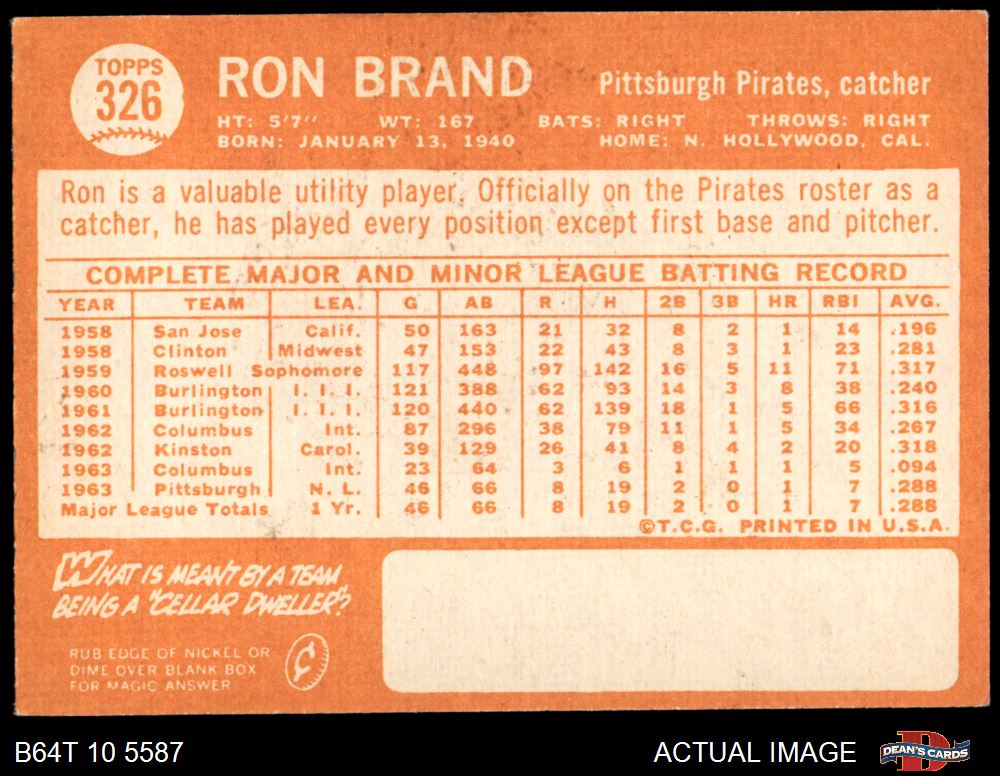 TOPPS
326
RON BRAND
Pittsburgh Pirates, catcher
HT: 5'7" WT: 167 BATS: RIGHT THROWS: RIGHT
BORN: JANUARY 13, 1940 HOME: N. HOLLYWOOD, CAL.
Ron is a valuable utility player. Officially on the Pirates roster as a
catcher, he has played every position except first base and pitcher.
COMPLETE MAJOR AND MINOR LEAGUE BATTING RECORD
YEAR TEAM LEA. G AB R H 2B 3B HR RBI AVG.
1958 San Jose Calif. 50 163 21 32 8 2 1 14 .196
1958 Clinton Midwest 47 153 22 43 8 3 1 23 .281
1959 Roswell Sophomore 117 448 97 142 16 5 11 71 .317
1960 Burlington I. I. I. 121 388 62 93 14 3 8 38 .240
1961 Burlington I. I. I. 120 440 62 139 18 1 5 66 .316
1962 Columbus Int. 87 296 38 79 11 1 5 34 .267
1962 Kinston Carol. 39 129 26 41 8 4 2 20 .318
1963 Columbus Int. 23 64 3 6 1 1 1 5 .094
1963 Pittsburgh N. L. 46 66 8 19 2 0 1 7 .288
Major League Totals 1 Yr. 46 66 8 19 2 0 1 7 .288
©T.C.G. PRINTED IN U.S.A.
WHAT IS MEANT BY A TEAM
BEING A "CELLAR DWELLER"?
RUB EDGE OF NICKEL OR
DIME OVER BLANK BOX
FOR MAGIC ANSWER
¢
B64T 10 5587
ACTUAL IMAGE
D
DEAN'S CARDS